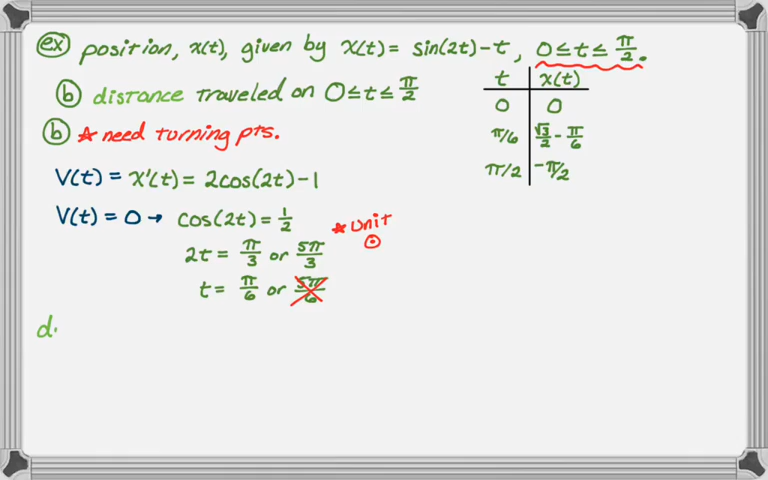 ex position, x(t), given by x(t) = sin(2t) - t, 0 ≤ t ≤ π/2.
b distance traveled on 0 ≤ t ≤ π/2
b ★ need turning pts.
V(t) = x'(t) = 2cos(2t) - 1
V(t) = 0 → cos(2t) = 1/2 ★ Unit ⊙
2t = π/3 or 5π/3
t = π/6 or 5π/6
d.
t x(t)
0 0
π/6 √3/2 - π/6
π/2 -π/2